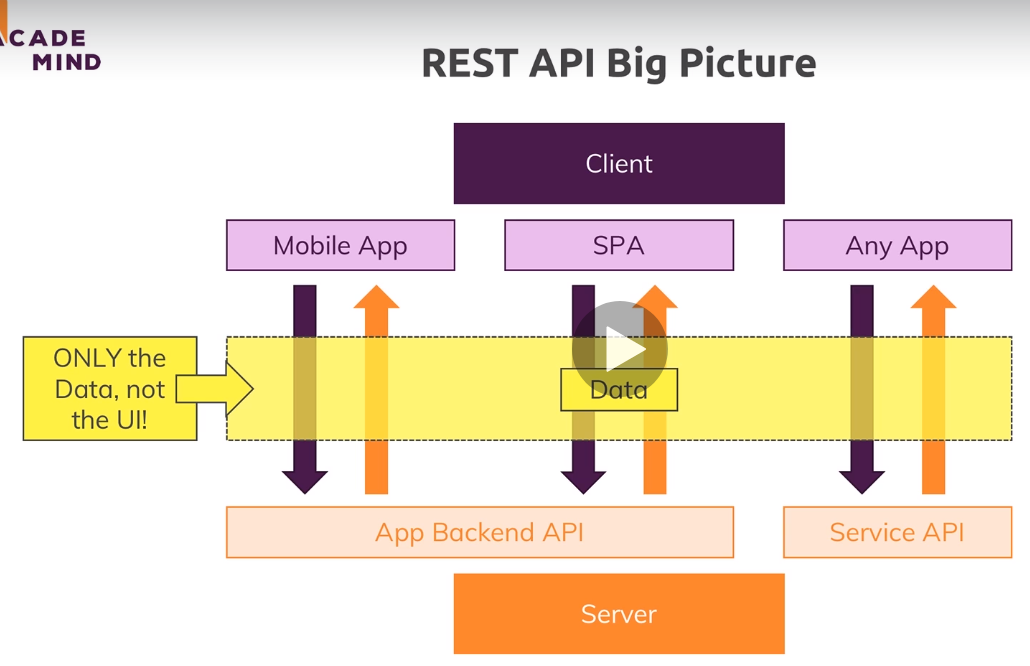 ACADE
MIND
REST API Big Picture
Client
Mobile App
SPA
Any App
ONLY the
Data, not
the UI!
Data
App Backend API
Service API
Server